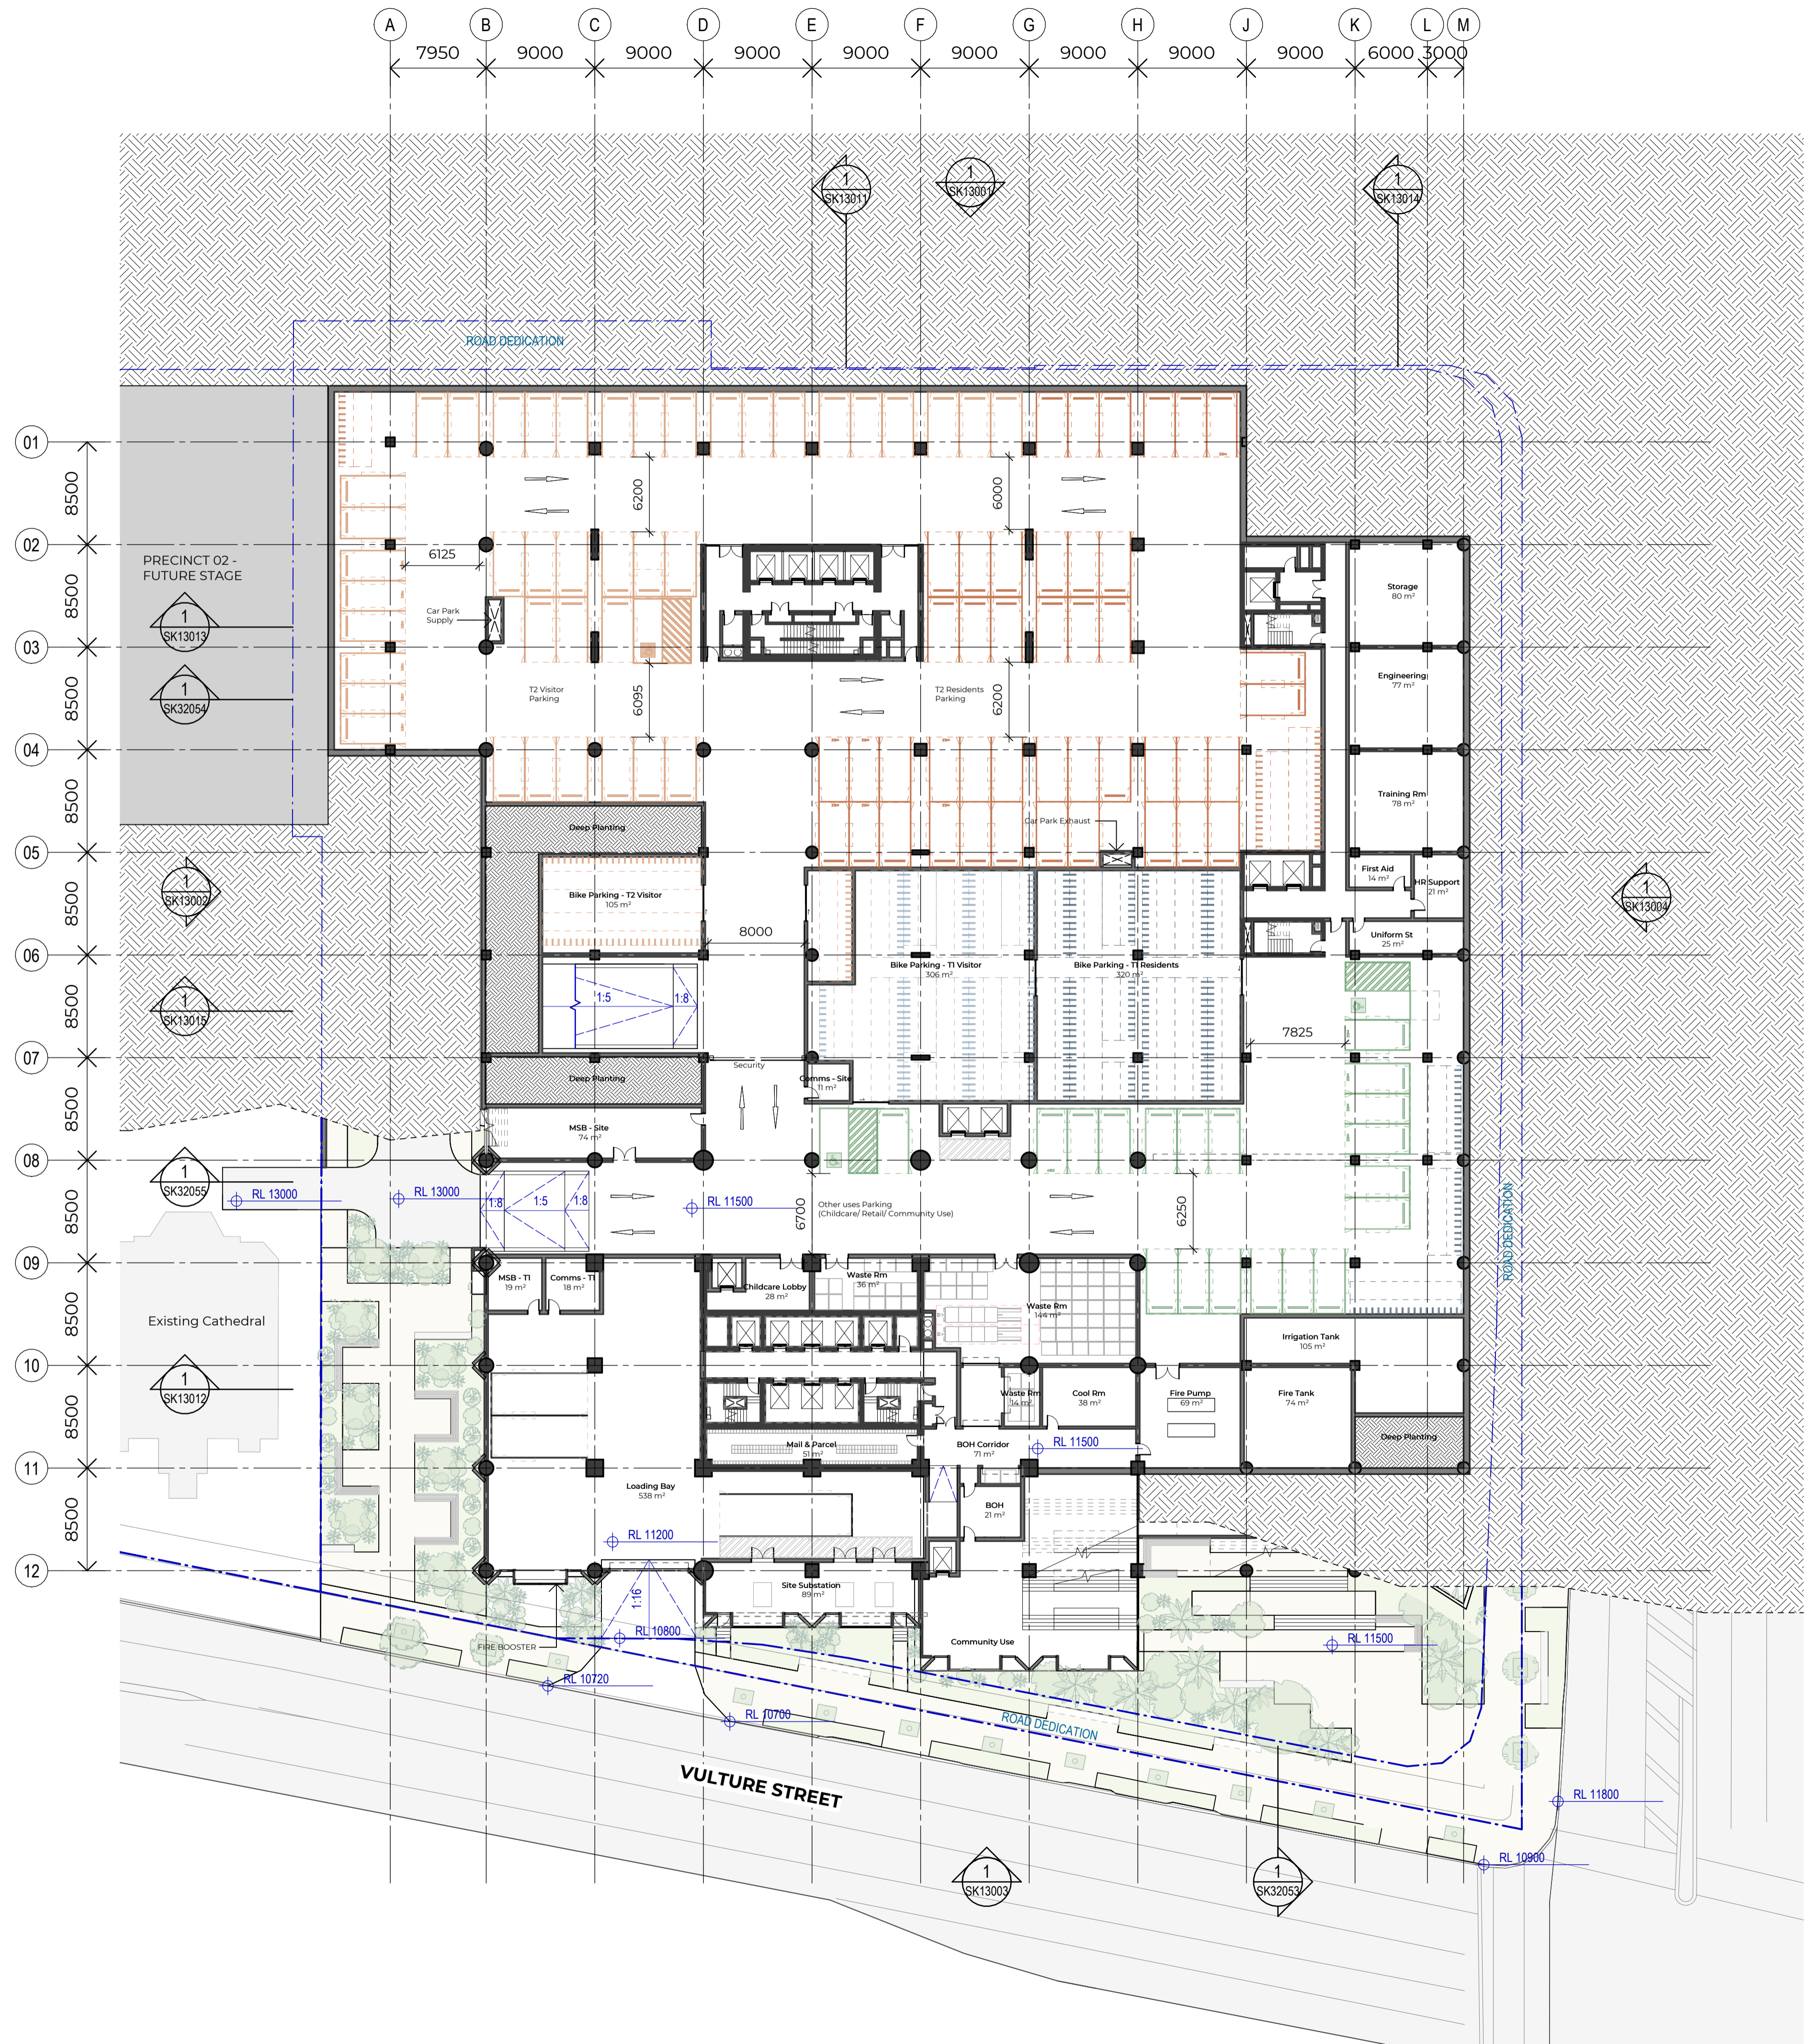 A B C D E F G H J K L M
7950 9000 9000 9000 9000 9000 9000 9000 9000 6000 3000
1
SK13011
1
SK13001
1
SK13014
ROAD DEDICATION
01
8500
6200
6000
02
PRECINCT 02 -
FUTURE STAGE
6125
Storage
80 m²
8500
Car Park
Supply
1
SK13013
03
Engineering
77 m²
1
SK32054
8500
T2 Visitor
Parking
6095
T2 Residents
Parking
6200
04
Training Rm
78 m²
8500
Deep Planting
Car Park Exhaust
05
First Aid
14 m²
HR Support
21 m²
1
SK13002
8500
Bike Parking - T2 Visitor
105 m²
1
SK13004
8000
Uniform St
25 m²
06
Bike Parking - T1 Visitor
306 m²
Bike Parking - T1 Residents
320 m²
1:5
1:8
1
SK13015
8500
7825
07
Security
Deep Planting
Comms - Site
11 m²
8500
MSB - Site
74 m²
08
1
SK32055
RL 13000
RL 13000
1:8
1:5
1:8
RL 11500
8500
6700
Other uses Parking
(Childcare/ Retail/ Community Use)
6250
ROAD DEDICATION
09
MSB - T1
19 m²
Comms - T1
18 m²
Childcare Lobby
28 m²
Waste Rm
36 m²
Waste Rm
144 m²
Existing Cathedral
8500
Irrigation Tank
105 m²
10
1
SK13012
Waste Rm
14 m²
Cool Rm
38 m²
Fire Pump
69 m²
Fire Tank
74 m²
8500
Mail & Parcel
51 m²
BOH Corridor
71 m²
RL 11500
Deep Planting
11
Loading Bay
538 m²
BOH
21 m²
8500
RL 11200
12
Site Substation
89 m²
1:16
FIRE BOOSTER
RL 10800
Community Use
RL 11500
RL 10720
RL 10700
ROAD DEDICATION
VULTURE STREET
RL 11800
RL 10900
1
SK13003
1
SK32053